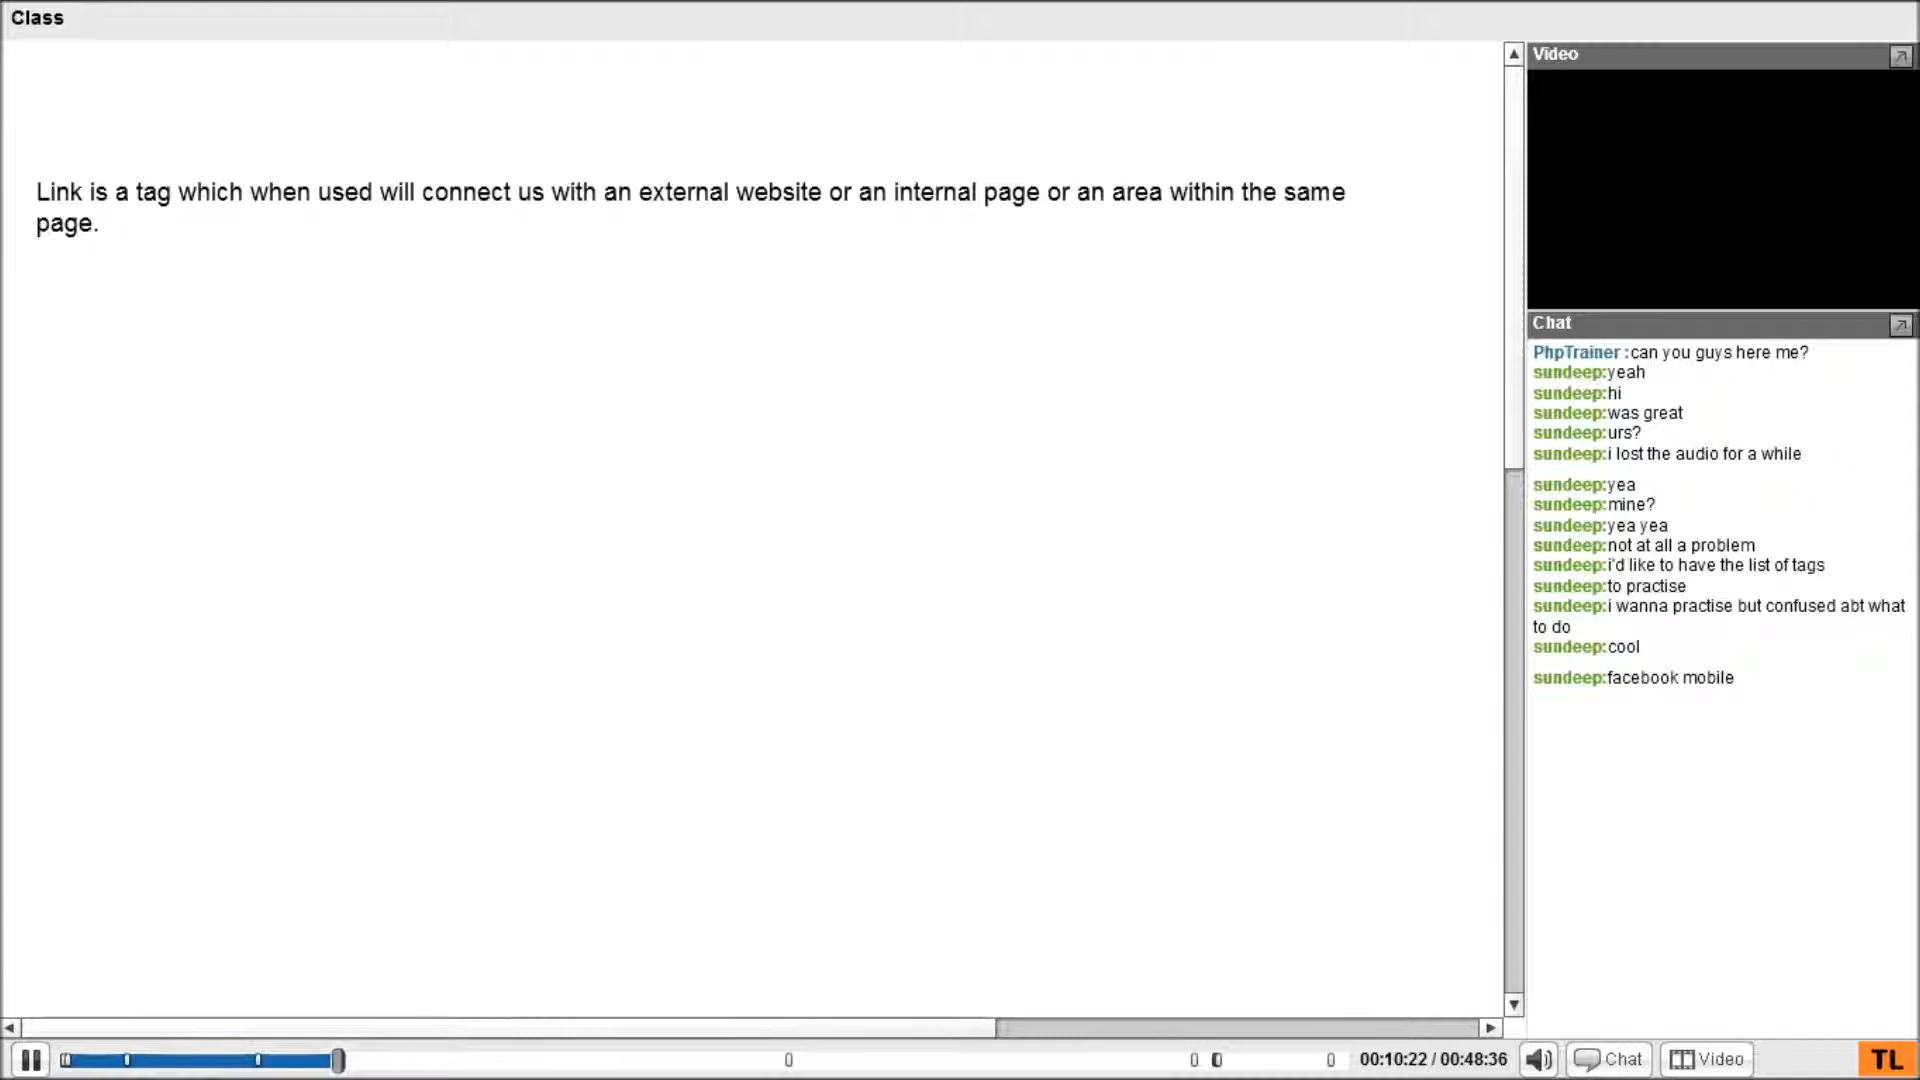 Class
Link is a tag which when used will connect us with an external website or an internal page or an area within the same
page.
Video
Chat
PhpTrainer :can you guys here me?
sundeep:yeah
sundeep:hi
sundeep:was great
sundeep:urs?
sundeep:i lost the audio for a while
sundeep:yea
sundeep:mine?
sundeep:yea yea
sundeep:not at all a problem
sundeep:i'd like to have the list of tags
sundeep:to practise
sundeep:i wanna practise but confused abt what
to do
sundeep:cool
sundeep:facebook mobile
00:10:22 / 00:48:36
Chat
Video
TL